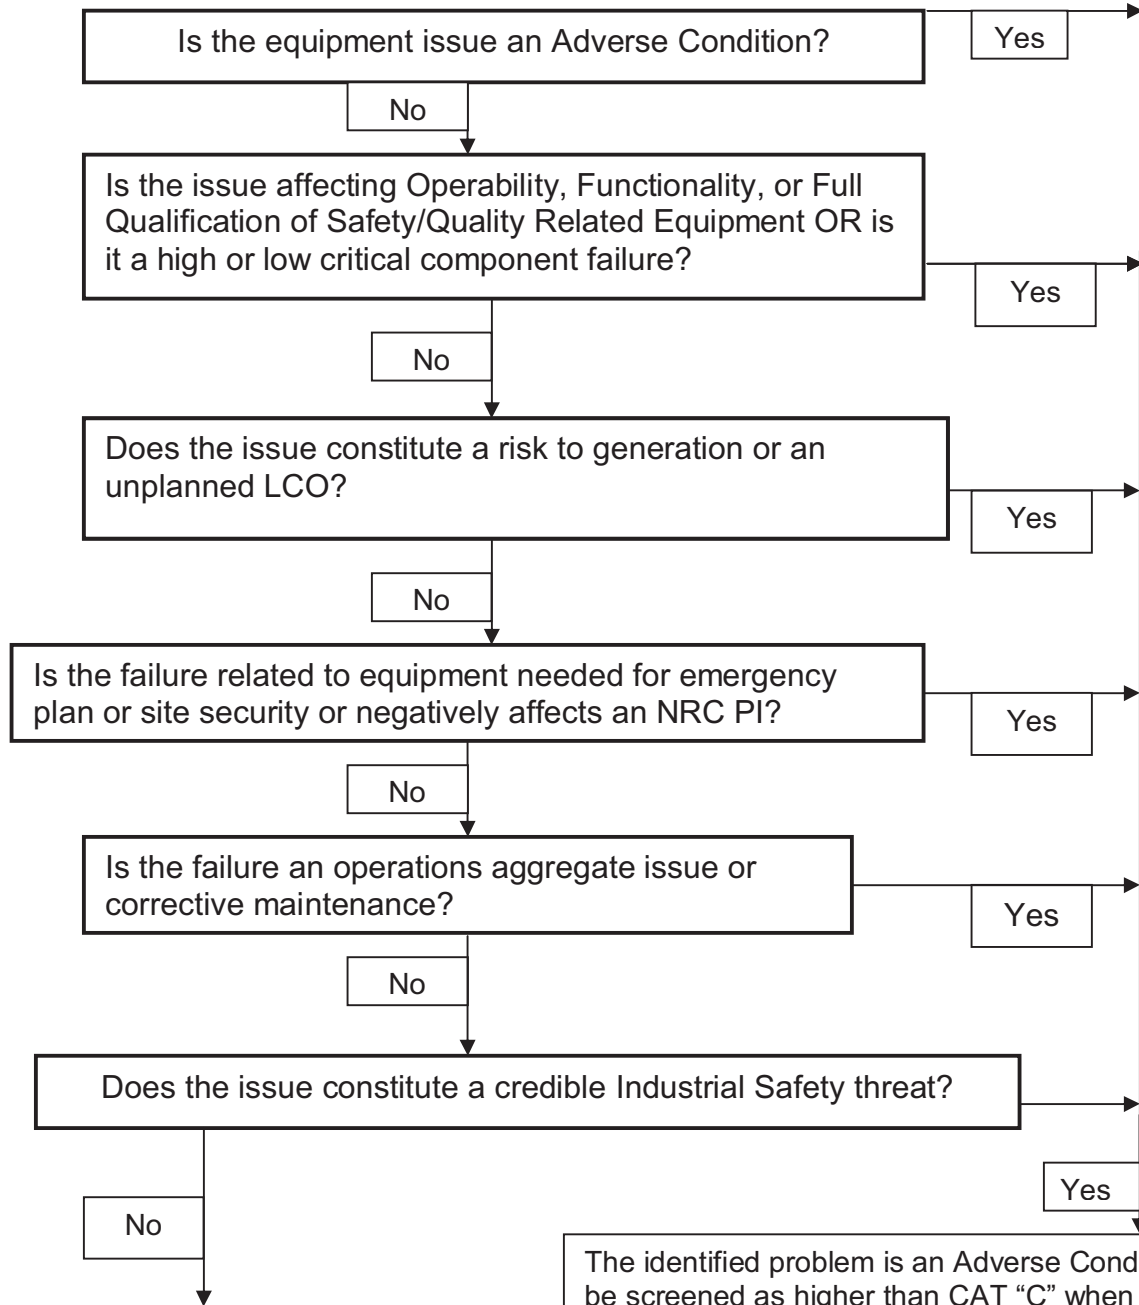 Is the equipment issue an Adverse Condition?
Yes
No
Is the issue affecting Operability, Functionality, or Full
Qualification of Safety/Quality Related Equipment OR is
it a high or low critical component failure?
Yes
No
Does the issue constitute a risk to generation or an
unplanned LCO?
Yes
No
Is the failure related to equipment needed for emergency
plan or site security or negatively affects an NRC PI?
Yes
No
Is the failure an operations aggregate issue or
corrective maintenance?
Yes
No
Does the issue constitute a credible Industrial Safety threat?
Yes
No
The identified problem is an Adverse Cond
be screened as higher than CAT “C” when